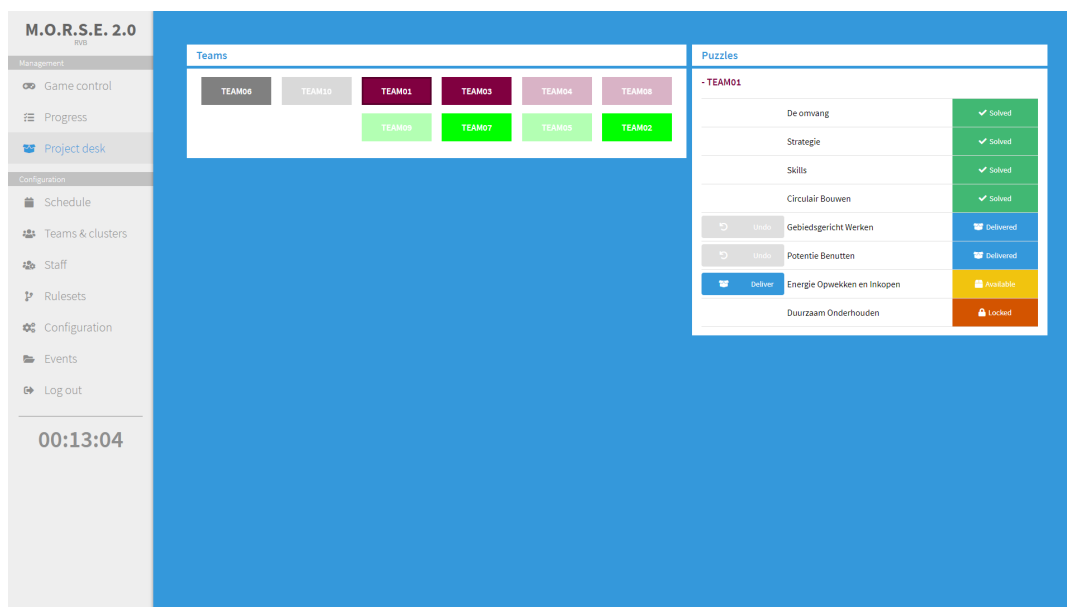 M.O.R.S.E. 2.0
RVB
Management
Game control
Progress
Project desk
Configuration
Schedule
Teams & clusters
Staff
Rulesets
Configuration
Events
Log out
00:13:04
Teams
TEAM06 TEAM10 TEAM01 TEAM03 TEAM04 TEAM08
TEAM09 TEAM07 TEAM05 TEAM02
Puzzles
- TEAM01
De omvang Solved
Strategie Solved
Skills Solved
Circulair Bouwen Solved
Undo Gebiedsgericht Werken Delivered
Undo Potentie Benutten Delivered
Deliver Energie Opwekken en Inkopen Available
Duurzaam Onderhouden Locked